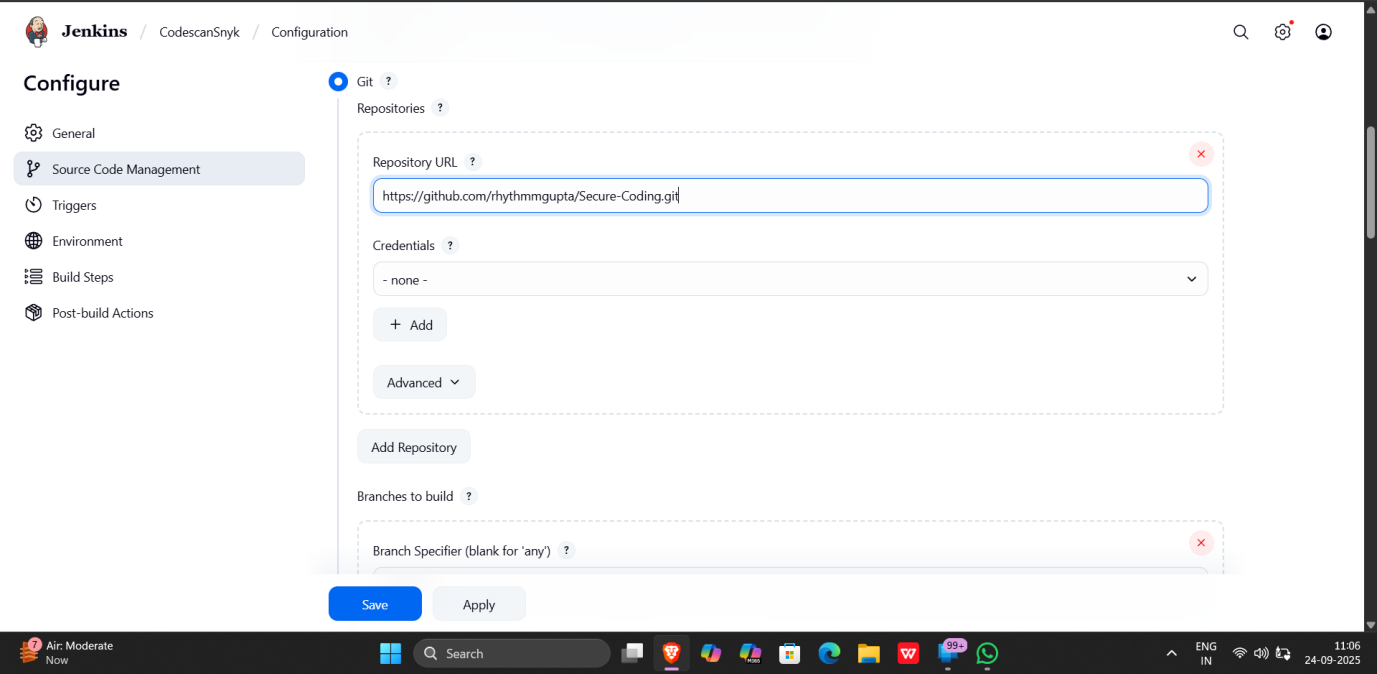 Jenkins / CodescanSnyk / Configuration
Configure
General
Source Code Management
Triggers
Environment
Build Steps
Post-build Actions
Git ?
Repositories ?
Repository URL ?
https://github.com/rhythmmgupta/Secure-Coding.git
Credentials ?
- none -
+ Add
Advanced
Add Repository
Branches to build ?
Branch Specifier (blank for 'any') ?
Save
Apply
7
Air: Moderate
Now
Search
M365
W
99+
ENG
IN
11:06
24-09-2025